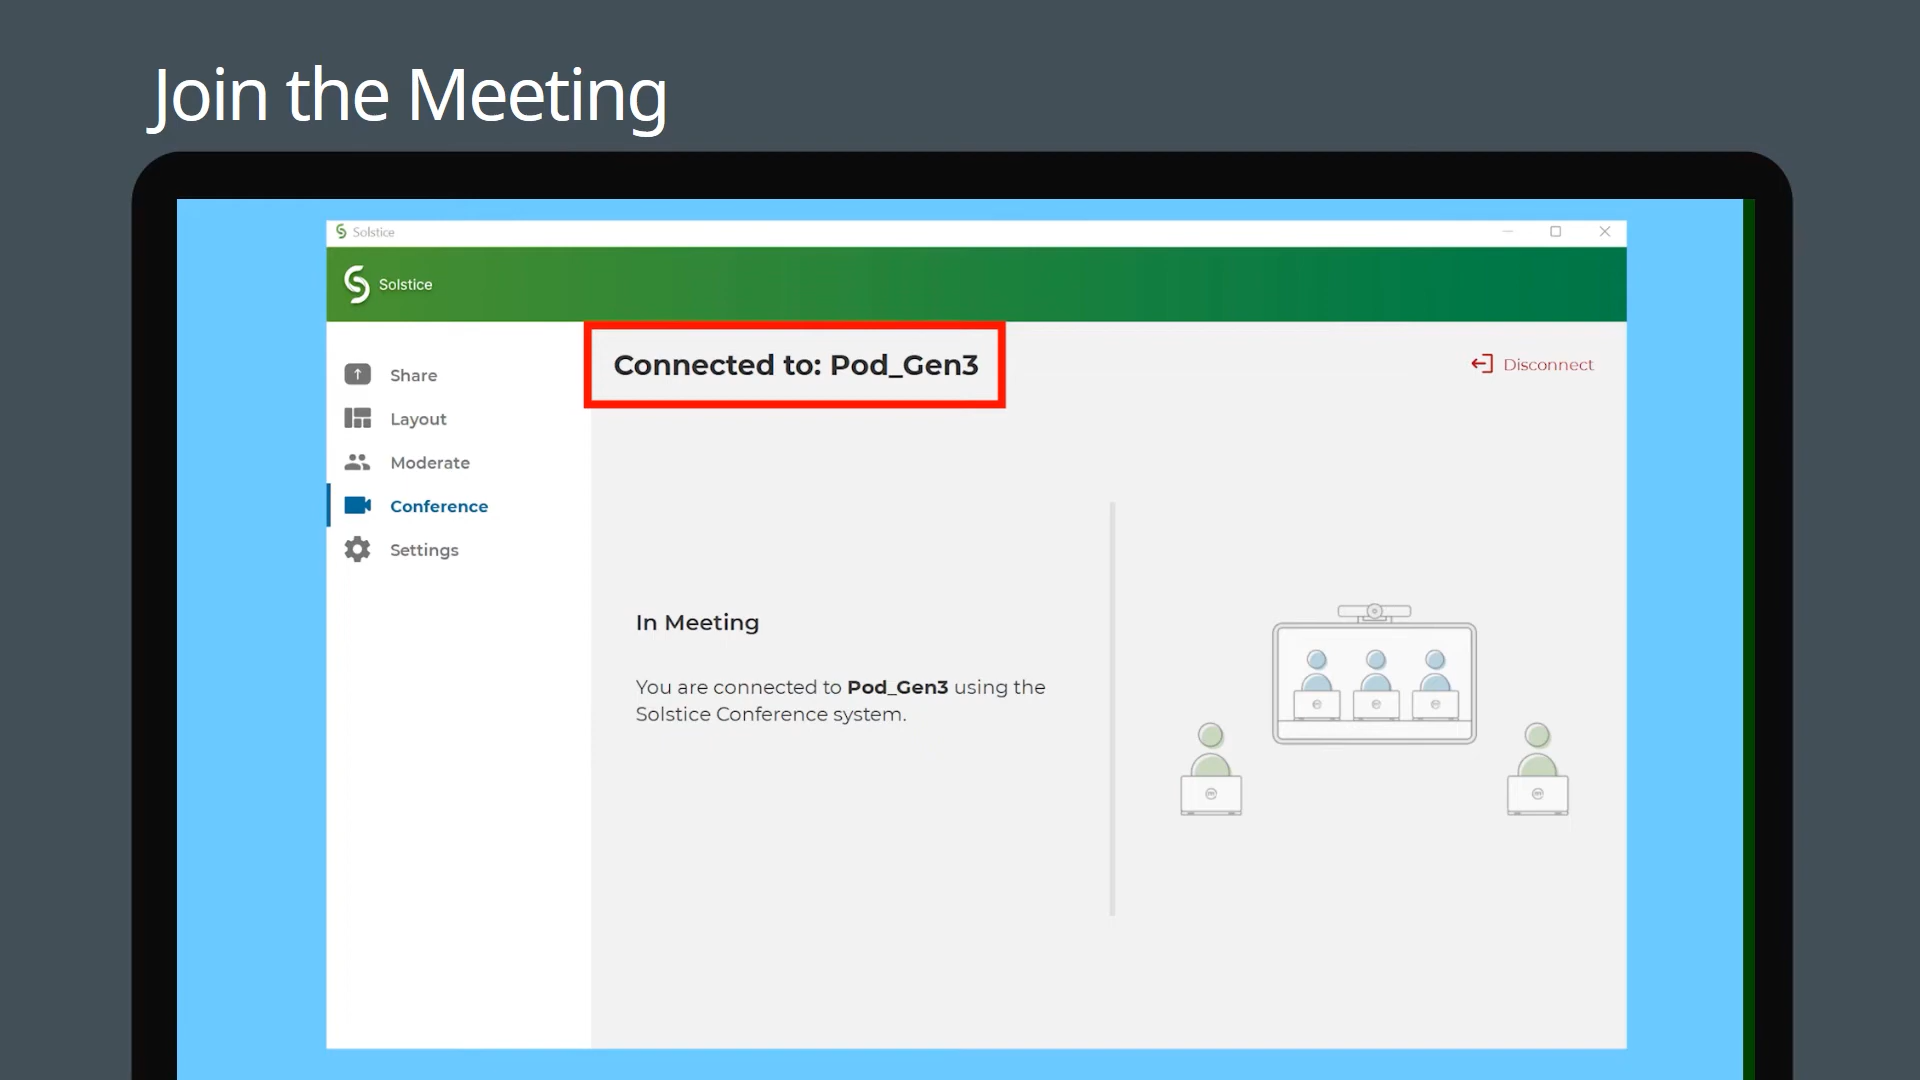 Join the Meeting
Solstice
Solstice
Connected to: Pod_Gen3
Disconnect
Share
Layout
Moderate
Conference
Settings
In Meeting
You are connected to Pod_Gen3 using the
Solstice Conference system.